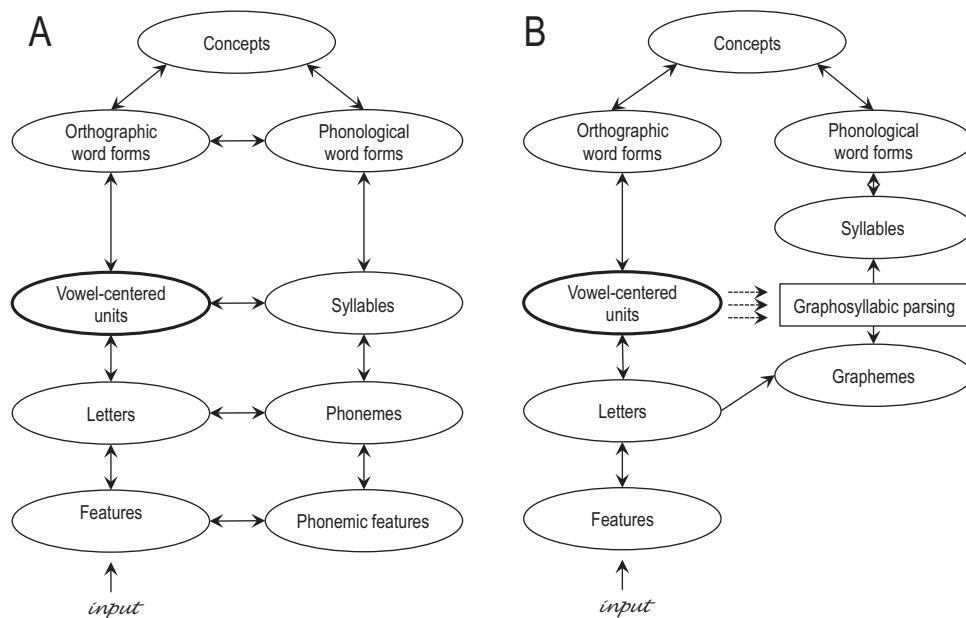 A
Concepts
Orthographic
word forms
Phonological
word forms
Vowel-centered
units
Syllables
Letters
Phonemes
Features
Phonemic features
input
B
Concepts
Orthographic
word forms
Phonological
word forms
Syllables
Vowel-centered
units
Graphosyllabic parsing
Graphemes
Letters
Features
input